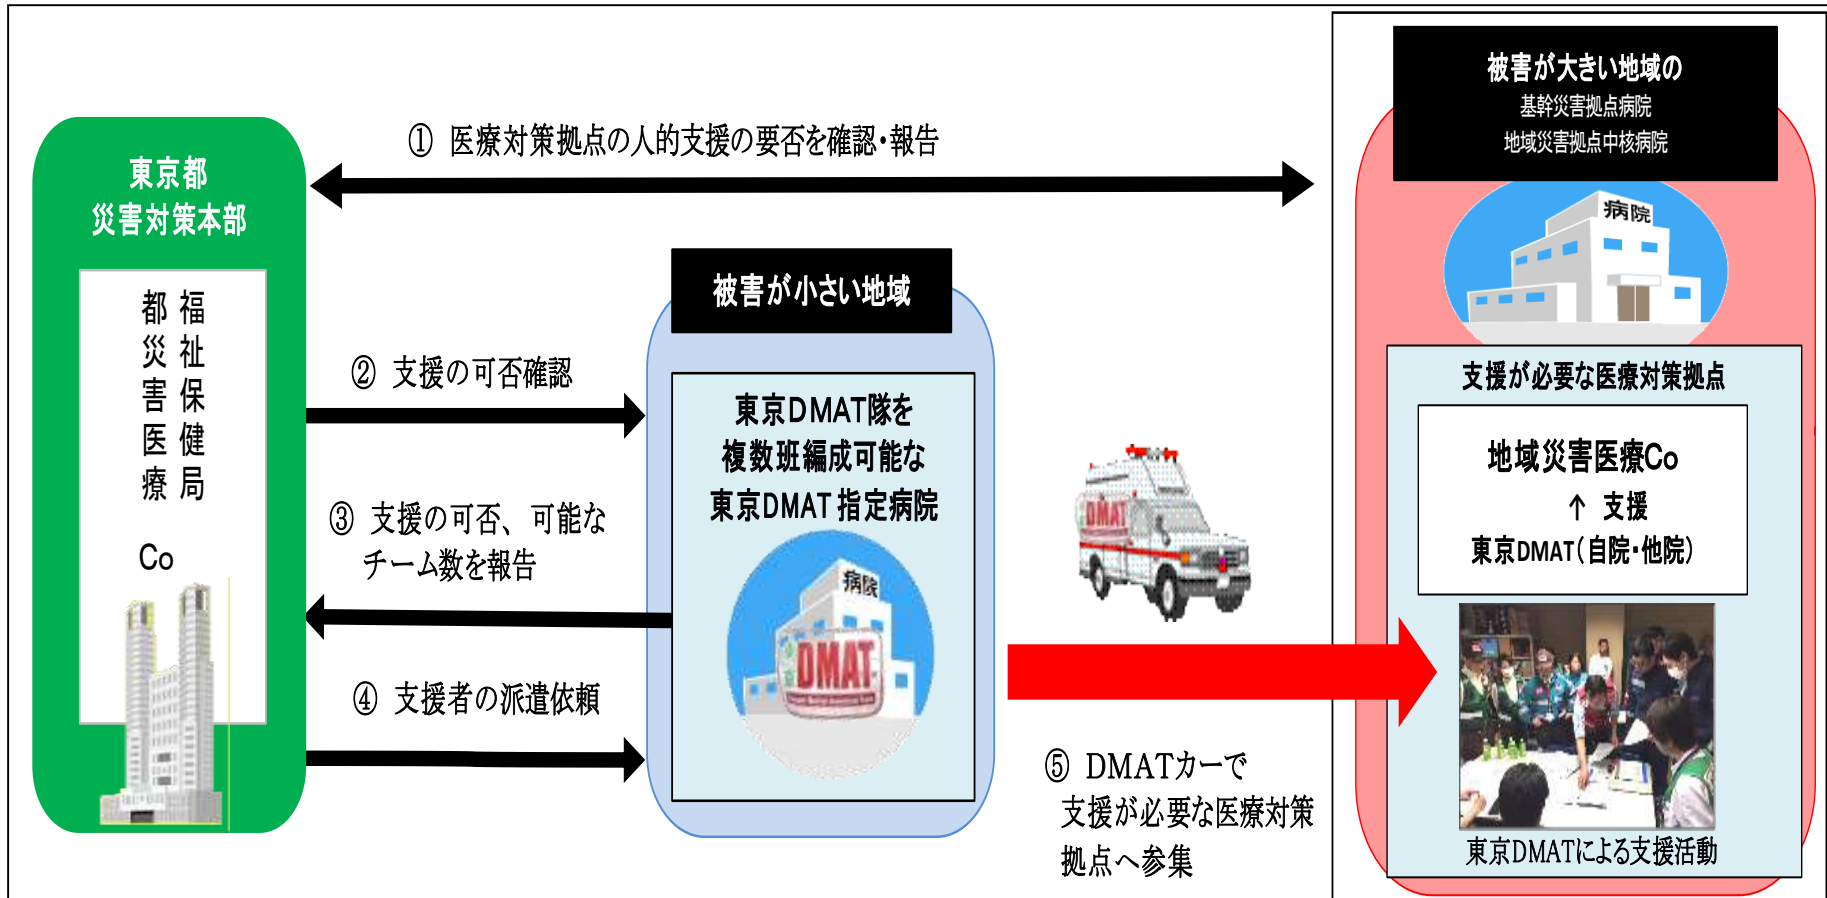 ① 医療対策拠点の人的支援の要否を確認・報告
東京都
災害対策本部
福祉保健局
都災害医療
Co
② 支援の可否確認
③ 支援の可否、可能な
チーム数を報告
④ 支援者の派遣依頼
被害が小さい地域
東京DMAT隊を
複数班編成可能な
東京DMAT 指定病院
病院
DMAT
DMAT
⑤ DMATカーで
支援が必要な医療対策
拠点へ参集
被害が大きい地域の
基幹災害拠点病院
地域災害拠点中核病院
病院
支援が必要な医療対策拠点
地域災害医療Co
↑ 支援
東京DMAT(自院・他院)
東京DMATによる支援活動